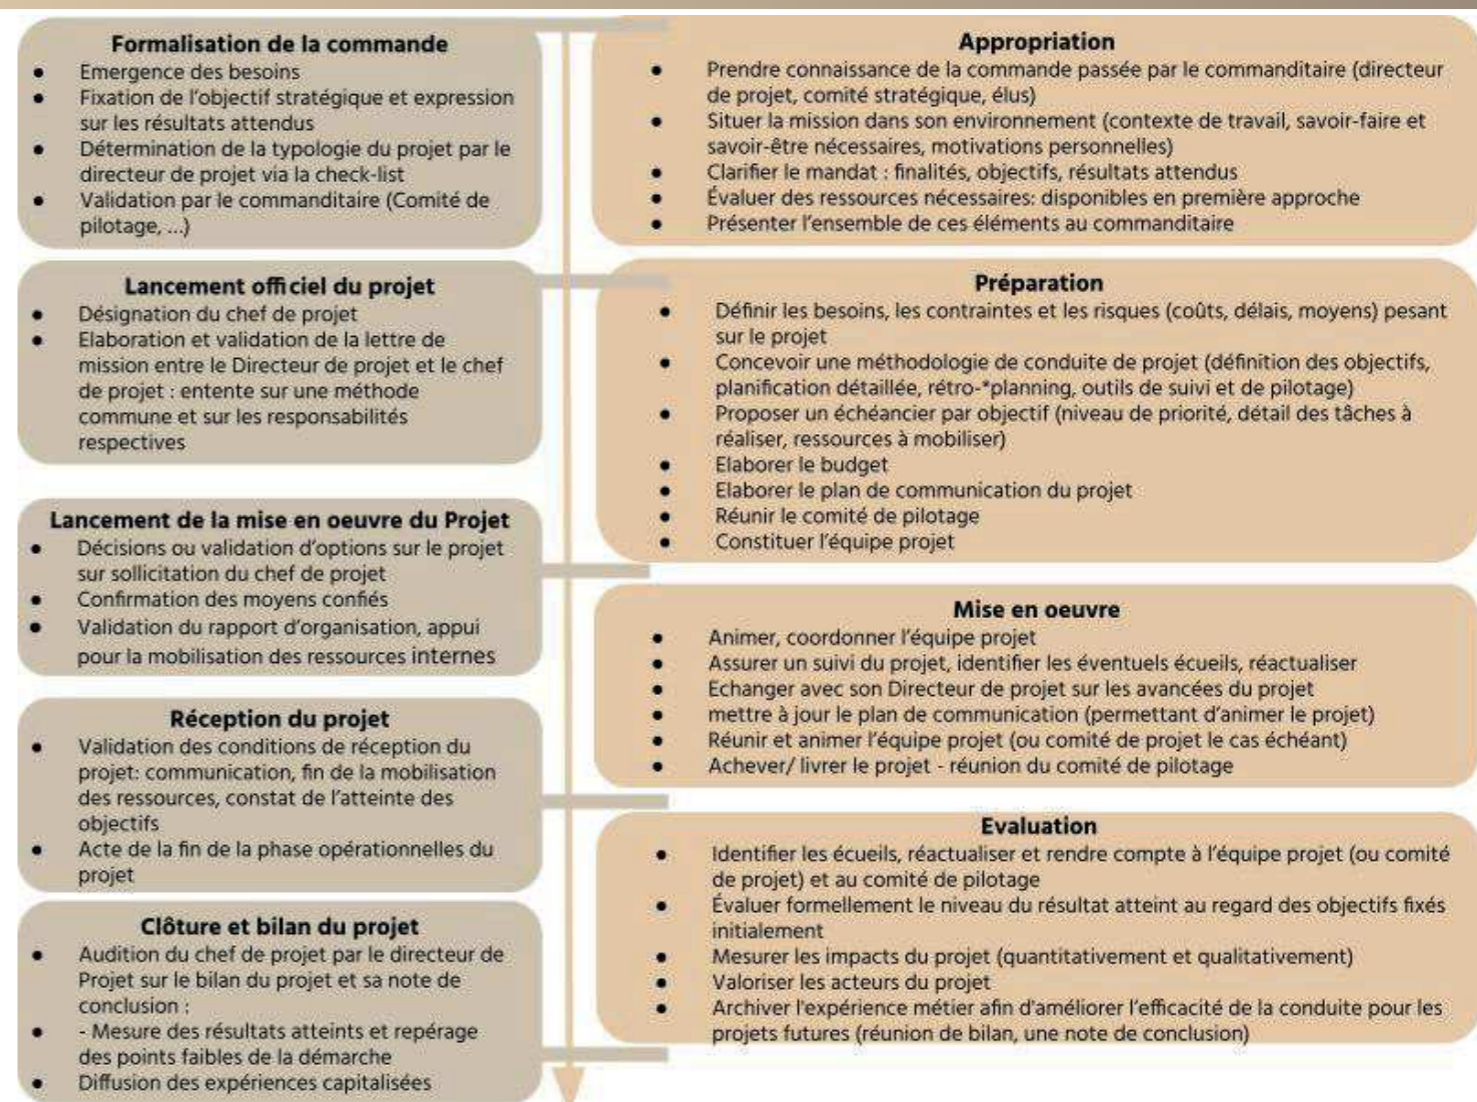 Formalisation de la commande
● Emergence des besoins
● Fixation de l'objectif stratégique et expression
sur les résultats attendus
● Détermination de la typologie du projet par le
directeur de projet via la check-list
● Validation par le commanditaire (Comité de
pilotage, ...)
Appropriation
● Prendre connaissance de la commande passée par le commanditaire (directeur
de projet, comité stratégique, élus)
● Situer la mission dans son environnement (contexte de travail, savoir-faire et
savoir-être nécessaires, motivations personnelles)
● Clarifier le mandat : finalités, objectifs, résultats attendus
● Évaluer des ressources nécessaires: disponibles en première approche
● Présenter l'ensemble de ces éléments au commanditaire
Lancement officiel du projet
● Désignation du chef de projet
● Elaboration et validation de la lettre de
mission entre le Directeur de projet et le chef
de projet : entente sur une méthode
commune et sur les responsabilités
respectives
Préparation
● Définir les besoins, les contraintes et les risques (coûts, délais, moyens) pesant
sur le projet
● Concevoir une méthodologie de conduite de projet (définition des objectifs,
planification détaillée, rétro-*planning, outils de suivi et de pilotage)
● Proposer un échéancier par objectif (niveau de priorité, détail des tâches à
réaliser, ressources à mobiliser)
● Elaborer le budget
● Elaborer le plan de communication du projet
● Réunir le comité de pilotage
● Constituer l'équipe projet
Lancement de la mise en oeuvre du Projet
● Décisions ou validation d'options sur le projet
sur sollicitation du chef de projet
● Confirmation des moyens confiés
● Validation du rapport d'organisation, appui
pour la mobilisation des ressources internes
Mise en oeuvre
● Animer, coordonner l'équipe projet
● Assurer un suivi du projet, identifier les éventuels écueils, réactualiser
● Echanger avec son Directeur de projet sur les avancées du projet
● mettre à jour le plan de communication (permettant d'animer le projet)
● Réunir et animer l'équipe projet (ou comité de projet le cas échéant)
● Achever/ livrer le projet - réunion du comité de pilotage
Réception du projet
● Validation des conditions de réception du
projet: communication, fin de la mobilisation
des ressources, constat de l'atteinte des
objectifs
● Acte de la fin de la phase opérationnelles du
projet
Evaluation
● Identifier les écueils, réactualiser et rendre compte à l'équipe projet (ou comité
de projet) et au comité de pilotage
● Évaluer formellement le niveau du résultat atteint au regard des objectifs fixés
initialement
● Mesurer les impacts du projet (quantitativement et qualitativement)
● Valoriser les acteurs du projet
● Archiver l'expérience métier afin d'améliorer l'efficacité de la conduite pour les
projets futures (réunion de bilan, une note de conclusion)
Clôture et bilan du projet
● Audition du chef de projet par le directeur de
Projet sur le bilan du projet et sa note de
conclusion :
● - Mesure des résultats atteints et repérage
des points faibles de la démarche
● Diffusion des expériences capitalisées